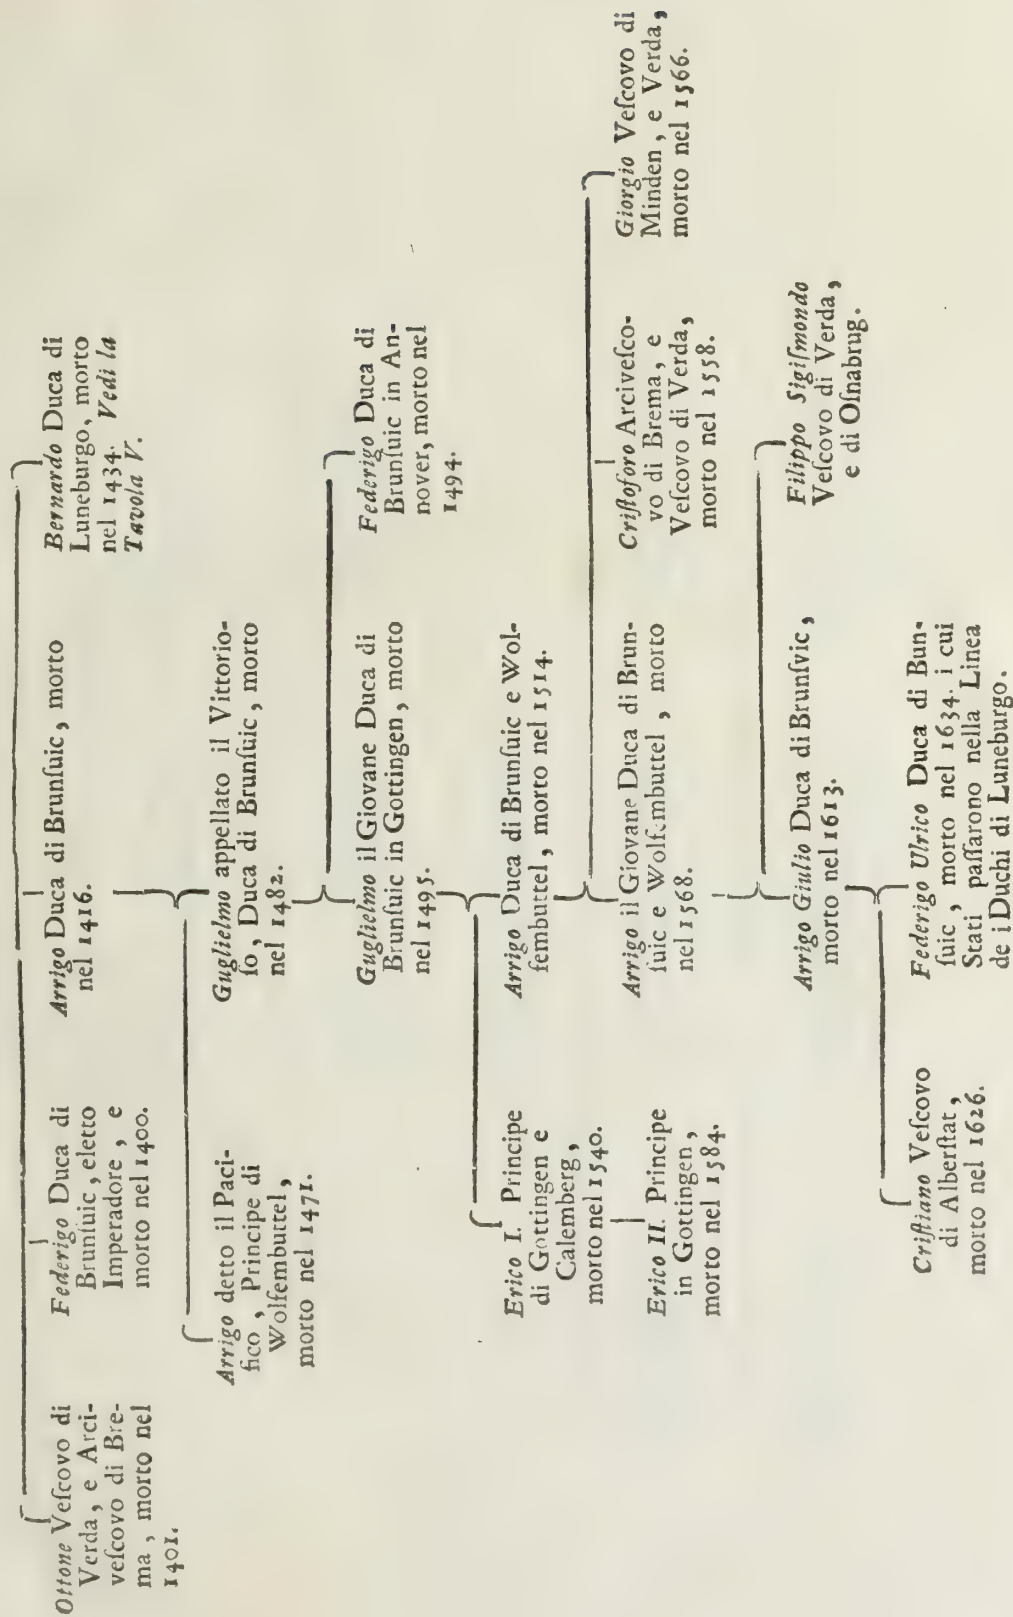 Ottone Veſcovo di
Verda, e Arci-
veſcovo di Bre-
ma, morto nel
1401.
Federigo Duca di
Brunſuic, eletto
Imperadore, e
morto nel 1400.
Arrigo Duca di Brunſuic, morto
nel 1416.
Bernardo Duca di
Luneburgo, morto
nel 1434. Vedi la
Tavola V.
Arrigo detto il Paci-
fico, Principe di
Wolfembuttel,
morto nel 1471.
Guglielmo appellato il Vittorio-
ſo, Duca di Brunſuic, morto
nel 1482.
Guglielmo il Giovane Duca di
Brunſuic in Gottingen, morto
nel 1495.
Federigo Duca di
Brunſuic in An-
nover, morto nel
1494.
Erico I. Principe
di Gottingen e
Calemberg,
morto nel 1540.
Arrigo Duca di Brunſuic e Wol-
fembuttel, morto nel 1514.
Erico II. Principe
in Gottingen,
morto nel 1584.
Arrigo il Giovane Duca di Brun-
ſuic e Wolfembuttel, morto
nel 1568.
Criſtoforo Arciveſco-
vo di Brema, e
Veſcovo di Verda,
morto nel 1558.
Giorgio Veſcovo di
Minden, e Verda,
morto nel 1566.
Arrigo Giulio Duca di Brunſvic,
morto nel 1613.
Filippo Sigiſmondo
Veſcovo di Verda,
e di Oſnabrug.
Criſtiano Veſcovo
di Alberſtat,
morto nel 1626.
Federigo Ulrico Duca di Bun-
ſuic, morto nel 1634. i cui
Stati paſſarono nella Linea
de i Duchi di Luneburgo.